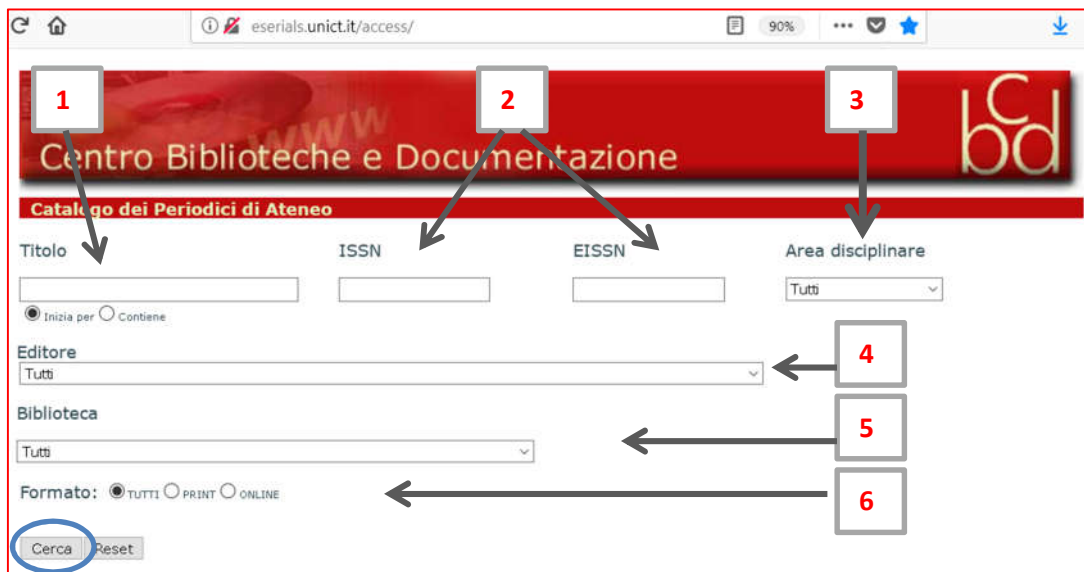 eserials.unict.it/access/ 90%
1 2 3
www
cbd
Centro Biblioteche e Documentazione
Catalogo dei Periodici di Ateneo
Titolo ISSN EISSN Area disciplinare
Tutti
Inizia per Contiene
Editore
4
Tutti
Biblioteca
5
Tutti
Formato: TUTTI PRINT ONLINE
6
Cerca Reset